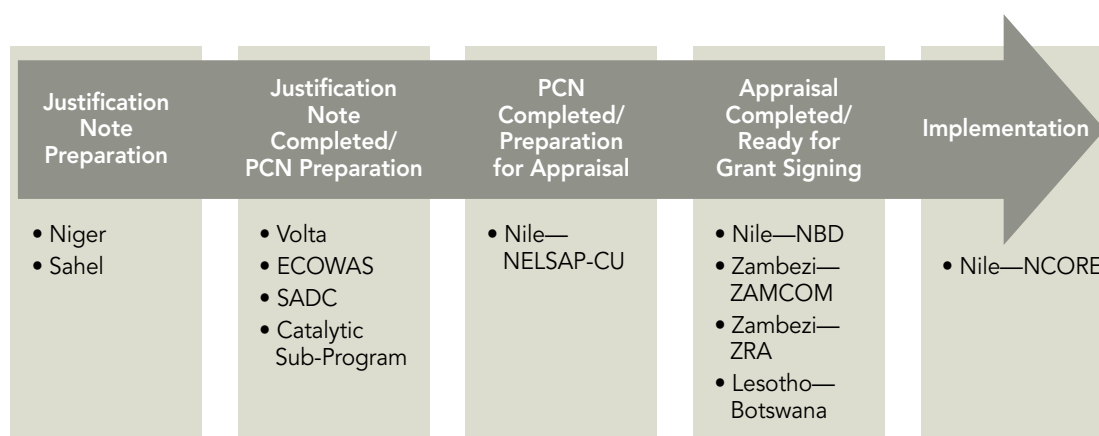 Justification
Note
Preparation
Justification
Note
Completed/
PCN Preparation
PCN
Completed/
Preparation
for Appraisal
Appraisal
Completed/
Ready for
Grant Signing
Implementation
• Niger
• Sahel
• Volta
• ECOWAS
• SADC
• Catalytic
Sub-Program
• Nile—
NELSAP-CU
• Nile—NBD
• Zambezi—
ZAMCOM
• Zambezi—
ZRA
• Lesotho—
Botswana
• Nile—NCORE